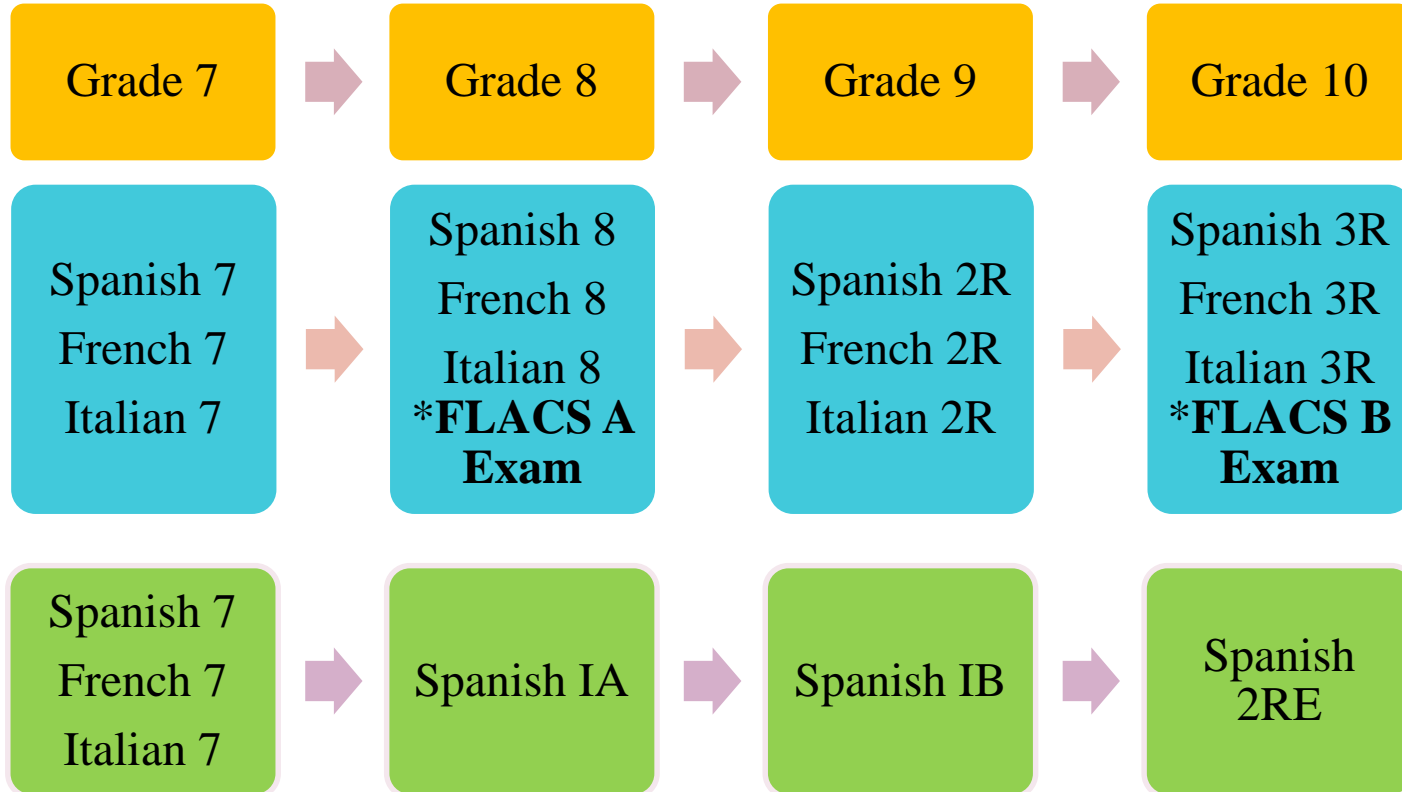 Grade 7
Grade 8
Grade 9
Grade 10
Spanish 7
French 7
Italian 7
Spanish 8
French 8
Italian 8
*FLACS A
Exam
Spanish 2R
French 2R
Italian 2R
Spanish 3R
French 3R
Italian 3R
*FLACS B
Exam
Spanish 7
French 7
Italian 7
Spanish IA
Spanish IB
Spanish
2RE